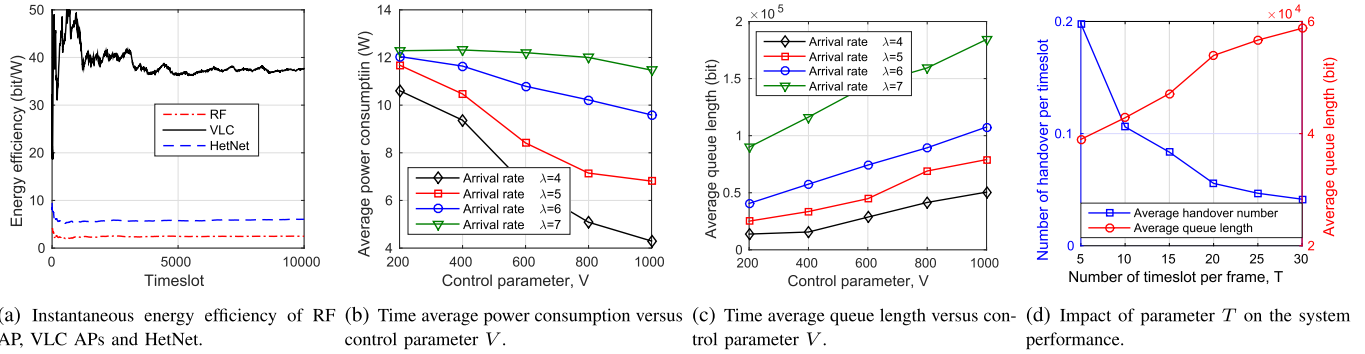 50
40
30
20
10
0
Energy efficiency (bit/W)
RF
VLC
HetNet
0 5000 10000
Timeslot
(a) Instantaneous energy efficiency of RF
AP, VLC APs and HetNet.
14
12
10
8
6
4
Average power consumptiin (W)
Arrival rate λ=4
Arrival rate λ=5
Arrival rate λ=6
Arrival rate λ=7
200 400 600 800 1000
Control parameter, V
(b) Time average power consumption versus
control parameter V.
2 ×10^5
1.5
1
0.5
0
Average queue length (bit)
Arrival rate λ=4
Arrival rate λ=5
Arrival rate λ=6
Arrival rate λ=7
200 400 600 800 1000
Control parameter, V
(c) Time average queue length versus con-
trol parameter V.
0.2
0.1
0
Number of handover per timeslot
×10^4
6
4
2
Average queue length (bit)
Average handover number
Average queue length
5 10 15 20 25 30
Number of timeslot per frame, T
(d) Impact of parameter T on the system
performance.